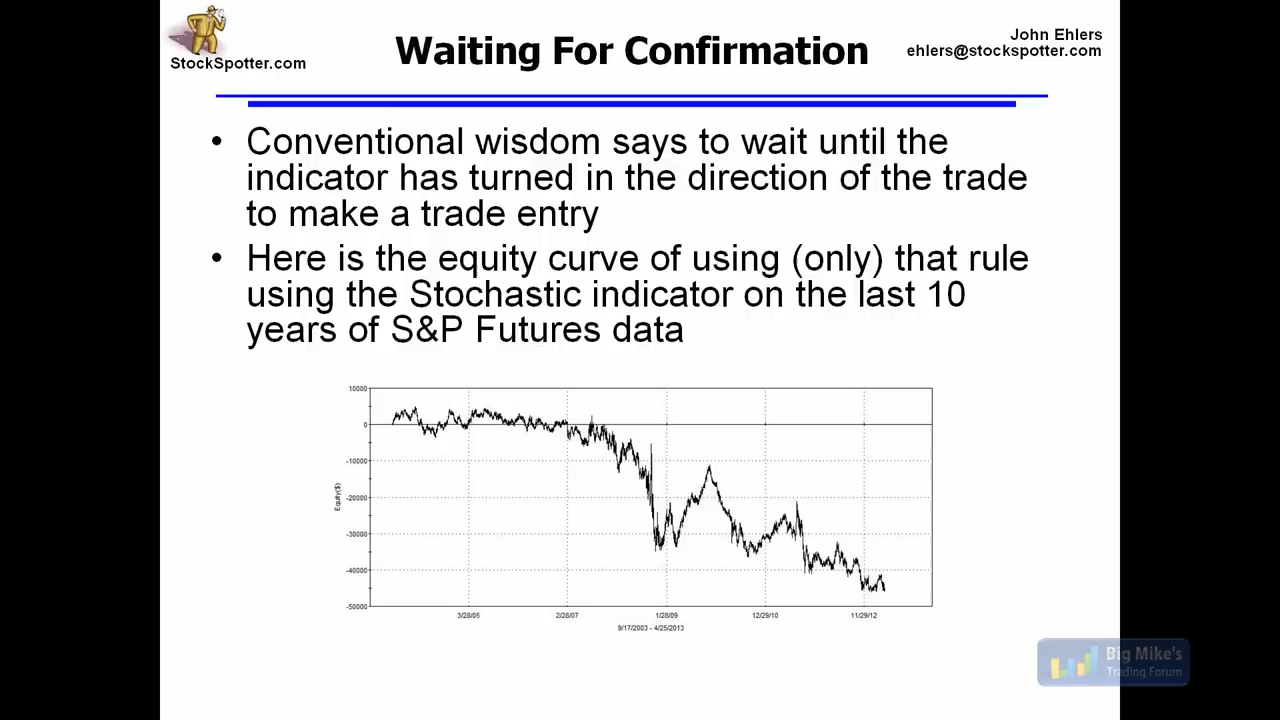 StockSpotter.com
Waiting For Confirmation
John Ehlers
ehlers@stockspotter.com
• Conventional wisdom says to wait until the
indicator has turned in the direction of the trade
to make a trade entry
• Here is the equity curve of using (only) that rule
using the Stochastic indicator on the last 10
years of S&P Futures data
10000
0
-10000
-20000
-30000
-40000
-50000
Equity($)
3/28/05 2/28/07 1/28/09 12/29/10 11/29/12
9/17/2003 - 4/25/2013
Big Mike's
Trading Forum